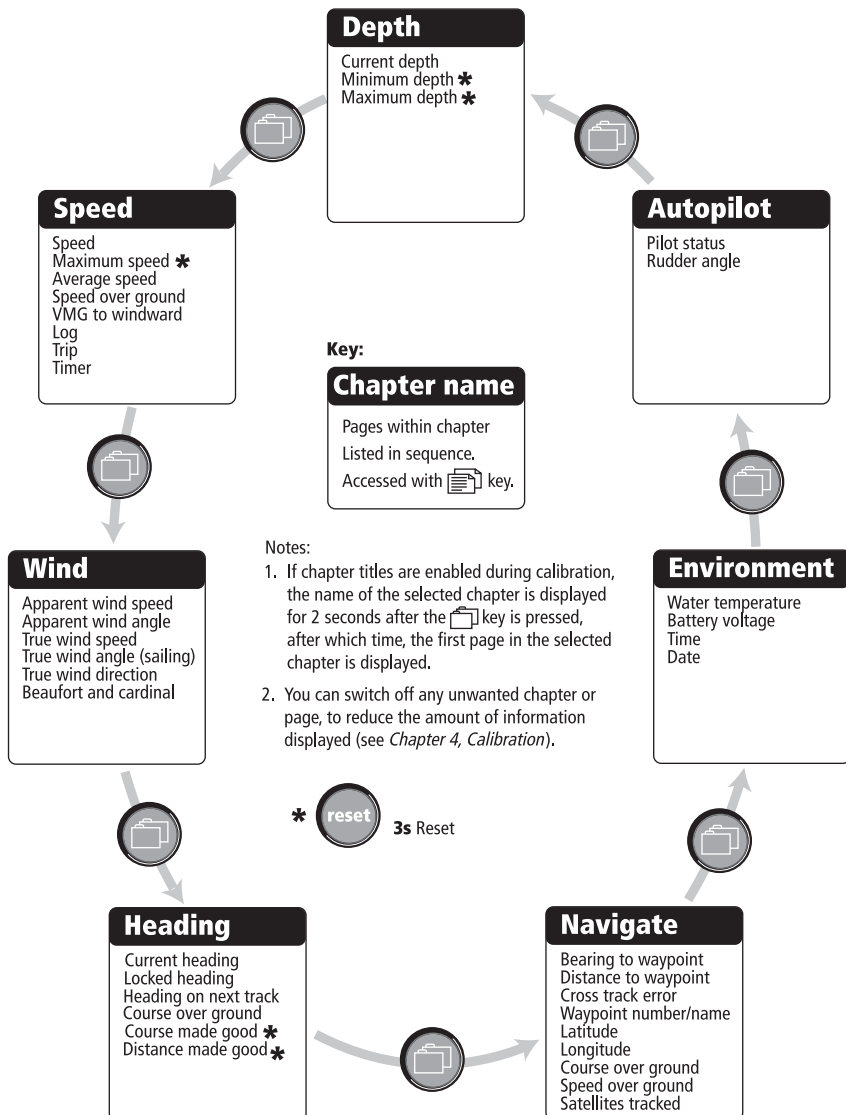 Depth
Current depth
Minimum depth *
Maximum depth *
Speed
Speed
Maximum speed *
Average speed
Speed over ground
VMG to windward
Log
Trip
Timer
Autopilot
Pilot status
Rudder angle
Key:
Chapter name
Pages within chapter
Listed in sequence.
Accessed with key.
Wind
Apparent wind speed
Apparent wind angle
True wind speed
True wind angle (sailing)
True wind direction
Beaufort and cardinal
Notes:
1. If chapter titles are enabled during calibration,
the name of the selected chapter is displayed
for 2 seconds after the key is pressed,
after which time, the first page in the selected
chapter is displayed.
2. You can switch off any unwanted chapter or
page, to reduce the amount of information
displayed (see Chapter 4, Calibration).
* reset 3s Reset
Environment
Water temperature
Battery voltage
Time
Date
Heading
Current heading
Locked heading
Heading on next track
Course over ground
Course made good *
Distance made good *
Navigate
Bearing to waypoint
Distance to waypoint
Cross track error
Waypoint number/name
Latitude
Longitude
Course over ground
Speed over ground
Satellites tracked